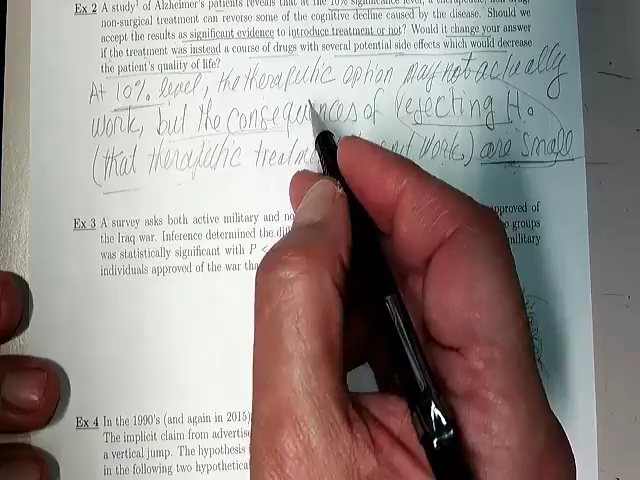 Ex 2 A study¹ of Alzheimer's patients reveals that at the 10% significance level, a therapeutic, non-drug,
non-surgical treatment can reverse some of the cognitive decline caused by the disease. Should we
accept the results as significant evidence to introduce treatment or not? Would it change your answer
if the treatment was instead a course of drugs with several potential side effects which would decrease
the patient's quality of life?
At 10% level, the therapeutic option may not actually
work, but the consequences of rejecting H₀
(that therapeutic work) are small
Ex 3 A survey asks both active military and no approved of
the Iraq war. Inference determined the groups
was statistically significant with P < military
individuals approved of the war
Ex 4 In the 1990's (and again in 2015)
The implicit claim from
a vertical jump. The hypothesis
in the following two